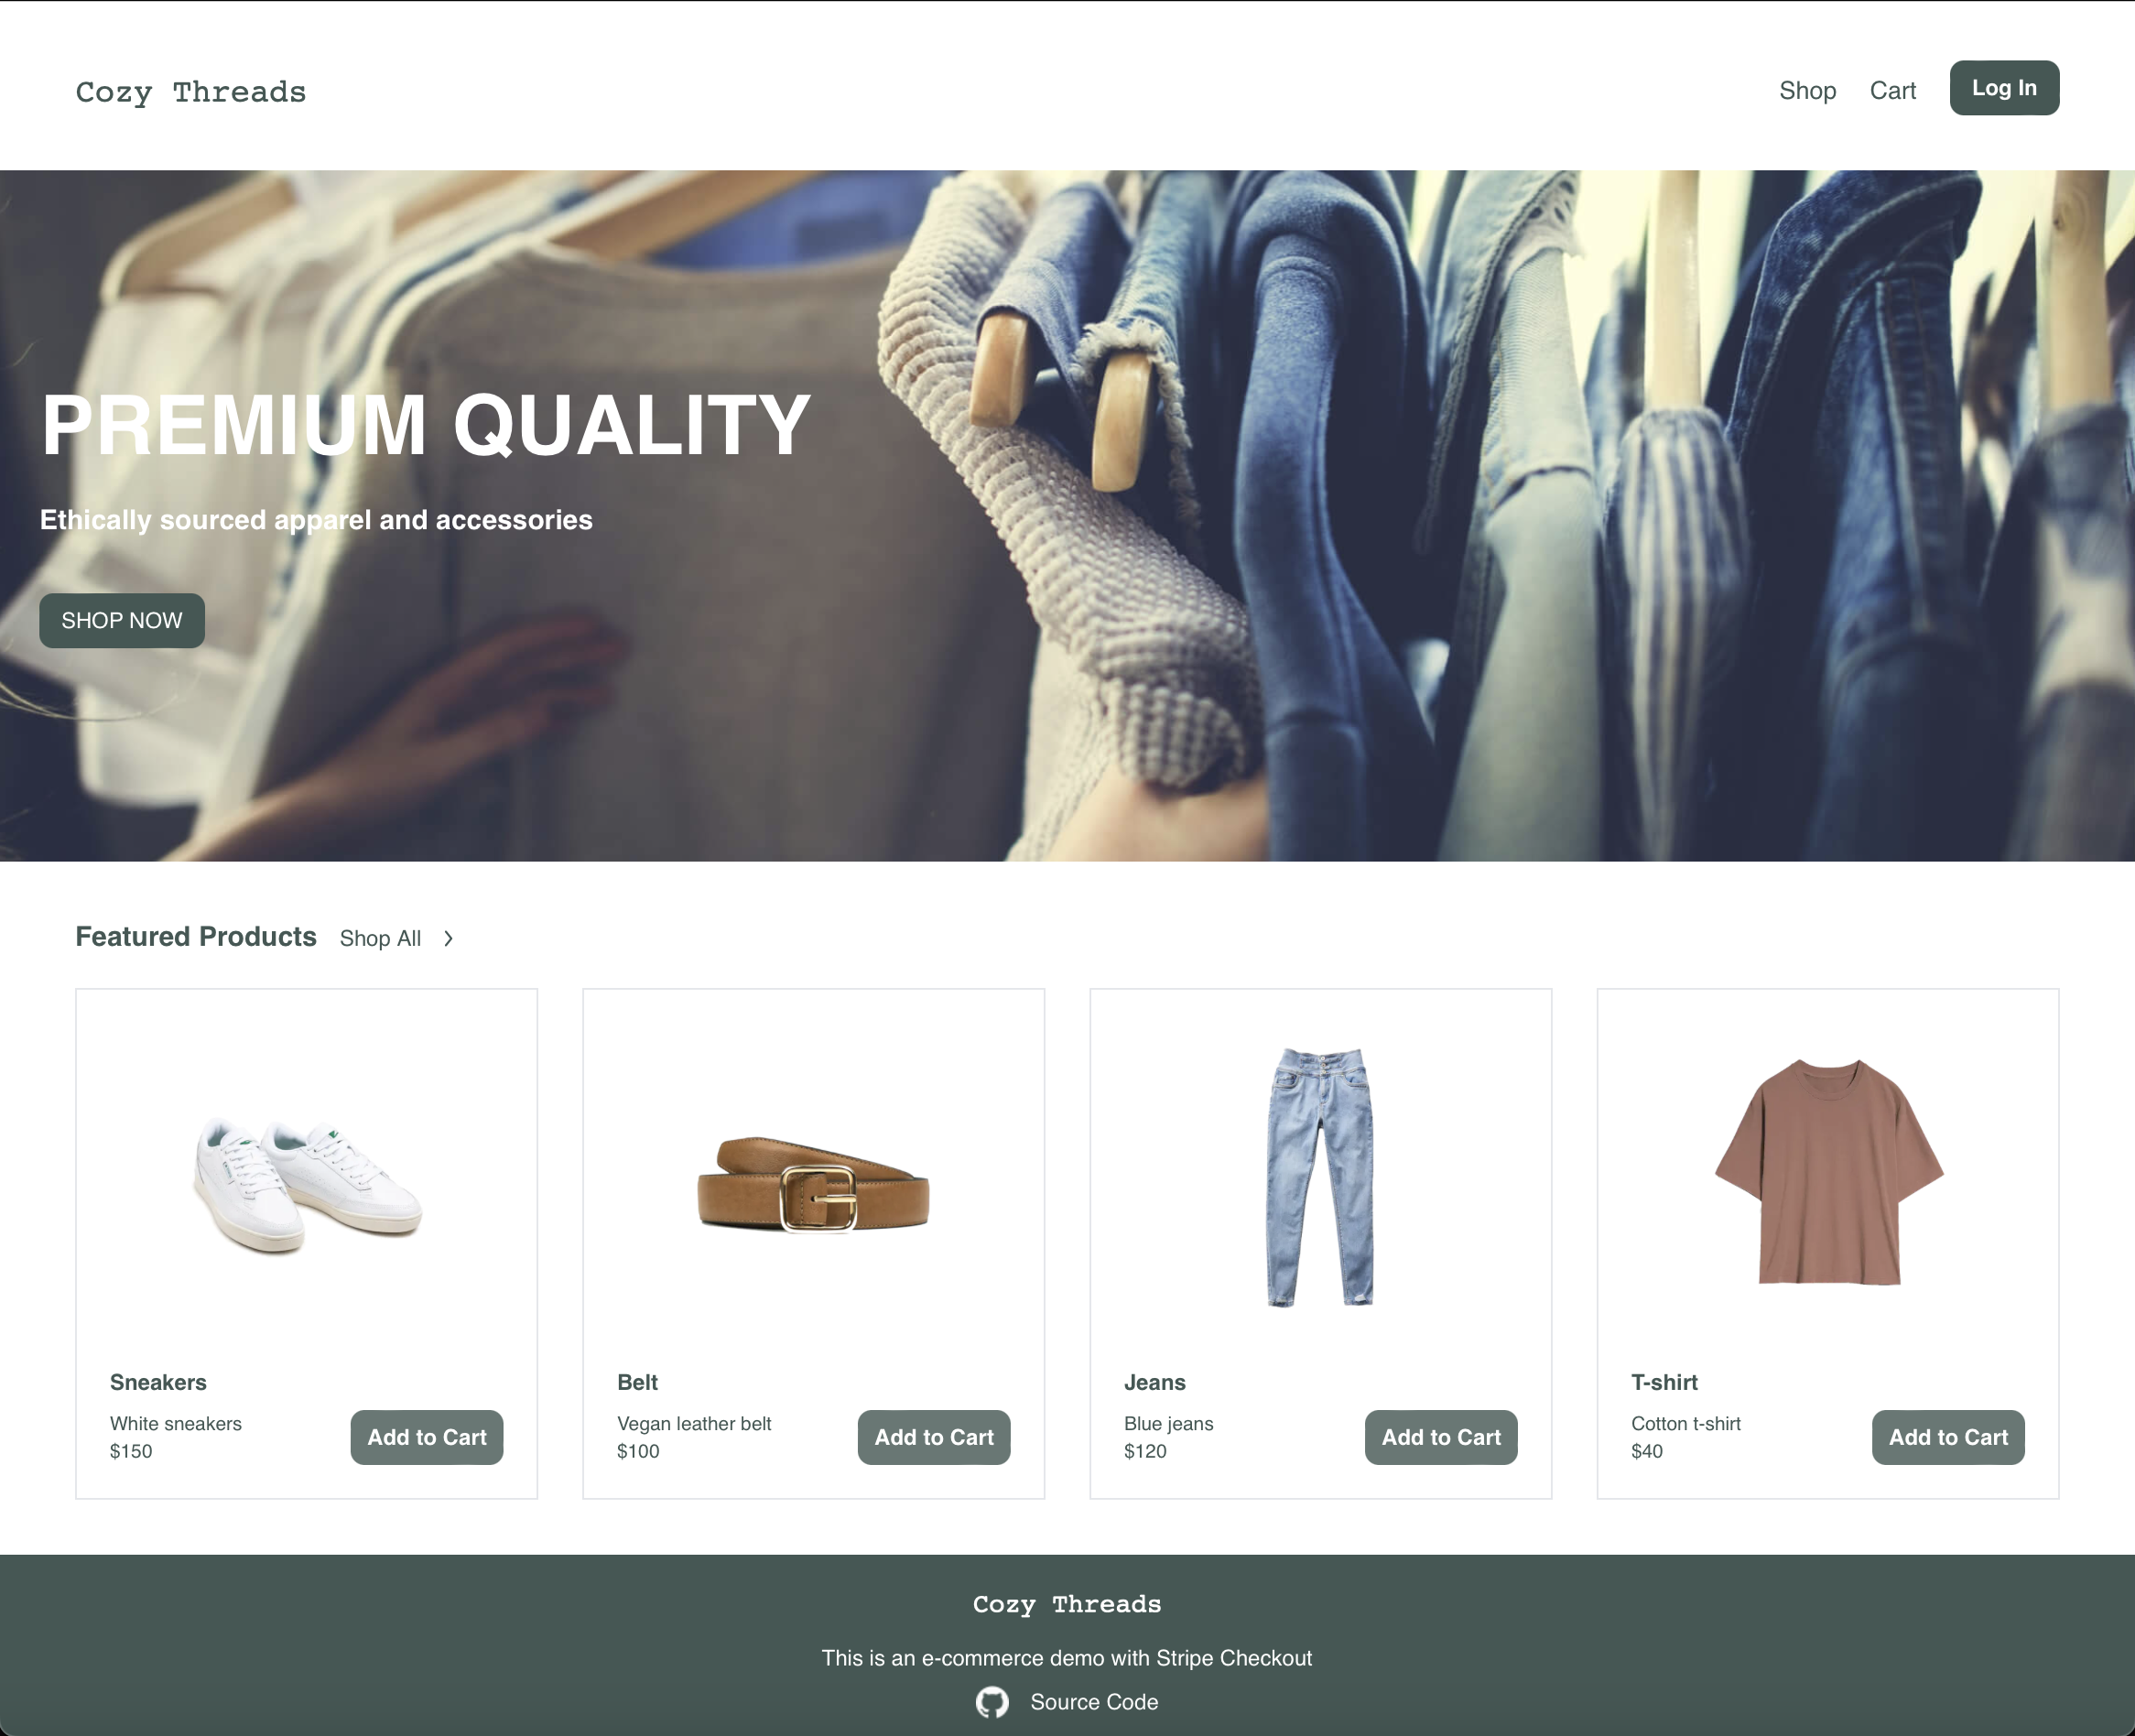 Cozy Threads
Shop Cart Log In
PREMIUM QUALITY
Ethically sourced apparel and accessories
SHOP NOW
Featured Products Shop All
Sneakers
White sneakers
$150
Add to Cart
Belt
Vegan leather belt
$100
Add to Cart
Jeans
Blue jeans
$120
Add to Cart
T-shirt
Cotton t-shirt
$40
Add to Cart
Cozy Threads
This is an e-commerce demo with Stripe Checkout
Source Code